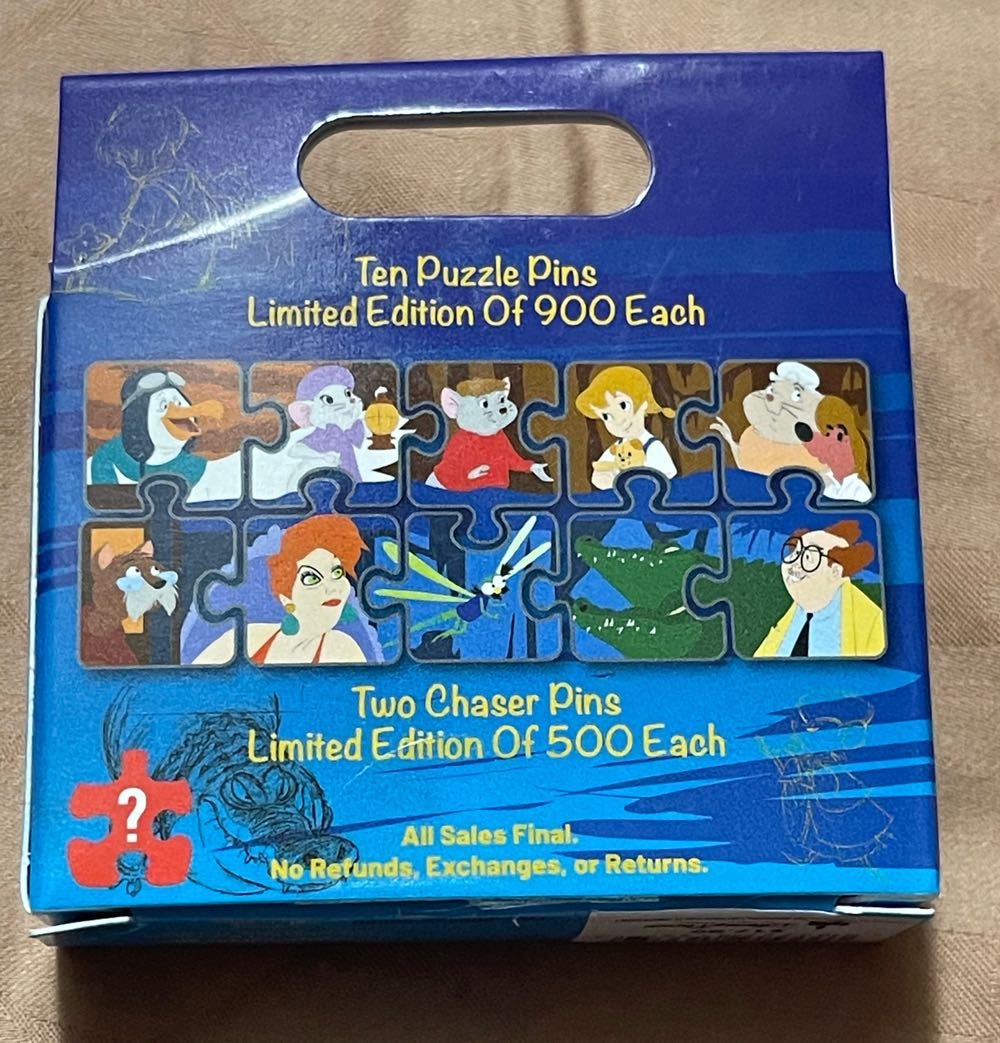 Ten Puzzle Pins
Limited Edition Of 900 Each
Two Chaser Pins
Limited Edition Of 500 Each
?
All Sales Final.
No Refunds, Exchanges, or Returns.